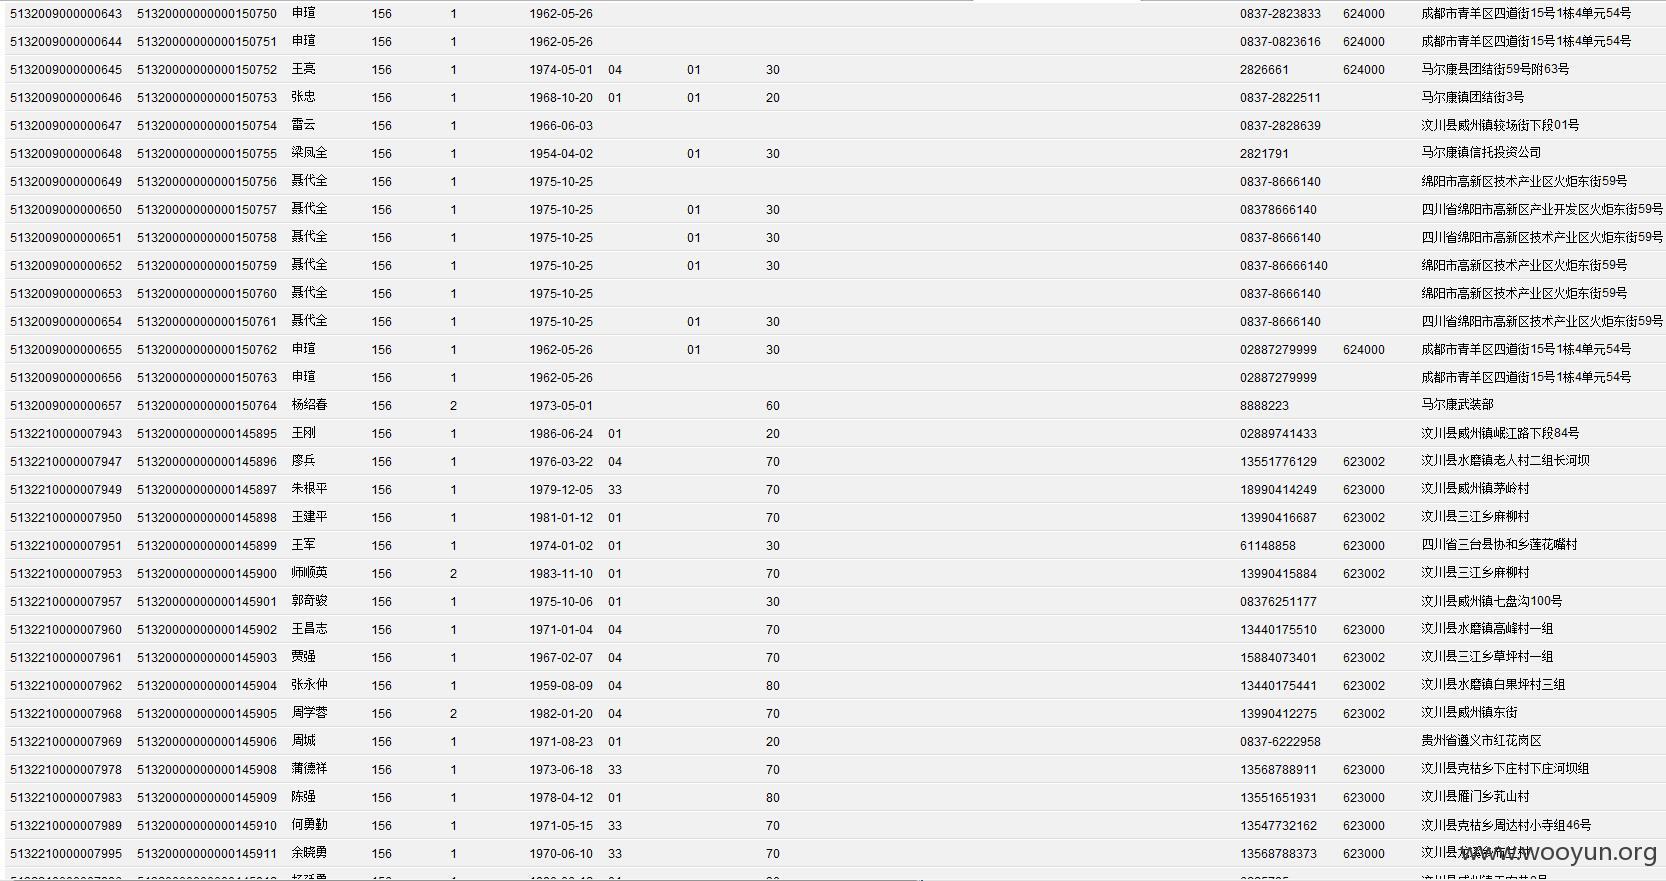 5132009000000643 5132000000000150750 申瑄 156 1 1962-05-26 0837-2823833 624000 成都市青羊区四道街15号1栋4单元54号
5132009000000644 5132000000000150751 申瑄 156 1 1962-05-26 0837-0823616 624000 成都市青羊区四道街15号1栋4单元54号
5132009000000645 5132000000000150752 王亮 156 1 1974-05-01 04 01 30 2826661 624000 马尔康县团结街59号附63号
5132009000000646 5132000000000150753 张忠 156 1 1968-10-20 01 01 20 0837-2822511 马尔康镇团结街3号
5132009000000647 5132000000000150754 雷云 156 1 1966-06-03 0837-2828639 汶川县威州镇较场街下段01号
5132009000000648 5132000000000150755 梁凤全 156 1 1954-04-02 01 30 2821791 马尔康镇信托投资公司
5132009000000649 5132000000000150756 聂代全 156 1 1975-10-25 0837-8666140 绵阳市高新区技术产业区火炬东街59号
5132009000000650 5132000000000150757 聂代全 156 1 1975-10-25 01 30 08378666140 四川省绵阳市高新区产业开发区火炬东街59号
5132009000000651 5132000000000150758 聂代全 156 1 1975-10-25 01 30 0837-8666140 四川省绵阳市高新区技术产业区火炬东街59号
5132009000000652 5132000000000150759 聂代全 156 1 1975-10-25 01 30 0837-86666140 绵阳市高新区技术产业区火炬东街59号
5132009000000653 5132000000000150760 聂代全 156 1 1975-10-25 0837-8666140 绵阳市高新区技术产业区火炬东街59号
5132009000000654 5132000000000150761 聂代全 156 1 1975-10-25 01 30 0837-8666140 四川省绵阳市高新区技术产业区火炬东街59号
5132009000000655 5132000000000150762 申瑄 156 1 1962-05-26 01 30 02887279999 624000 成都市青羊区四道街15号1栋4单元54号
5132009000000656 5132000000000150763 申瑄 156 1 1962-05-26 02887279999 成都市青羊区四道街15号1栋4单元54号
5132009000000657 5132000000000150764 杨绍春 156 2 1973-05-01 60 8888223 马尔康武装部
5132210000007943 5132000000000145895 王刚 156 1 1986-06-24 01 20 02889741433 汶川县威州镇岷江路下段84号
5132210000007947 5132000000000145896 廖兵 156 1 1976-03-22 04 70 13551776129 623002 汶川县水磨镇老人村二组长河坝
5132210000007949 5132000000000145897 朱根平 156 1 1979-12-05 33 70 18990414249 623000 汶川县威州镇茅岭村
5132210000007950 5132000000000145898 王建平 156 1 1981-01-12 01 70 13990416687 623002 汶川县三江乡麻柳村
5132210000007951 5132000000000145899 王军 156 1 1974-01-02 01 30 61148858 623000 四川省三台县协和乡莲花嘴村
5132210000007953 5132000000000145900 师顺英 156 2 1983-11-10 01 70 13990415884 623002 汶川县三江乡麻柳村
5132210000007957 5132000000000145901 郭奇骏 156 1 1975-10-06 01 30 08376251177 汶川县威州镇七盘沟100号
5132210000007960 5132000000000145902 王昌志 156 1 1971-01-04 04 70 13440175510 623000 汶川县水磨镇高峰村一组
5132210000007961 5132000000000145903 贾强 156 1 1967-02-07 04 70 15884073401 623002 汶川县三江乡草坪村一组
5132210000007962 5132000000000145904 张永仲 156 1 1959-08-09 04 80 13440175441 623002 汶川县水磨镇白果坪村三组
5132210000007968 5132000000000145905 周学蓉 156 2 1982-01-20 04 70 13990412275 623002 汶川县威州镇东街
5132210000007969 5132000000000145906 周城 156 1 1971-08-23 01 20 0837-6222958 贵州省遵义市红花岗区
5132210000007978 5132000000000145908 蒲德祥 156 1 1973-06-18 33 70 13568788911 623000 汶川县克枯乡下庄村下庄河坝组
5132210000007983 5132000000000145909 陈强 156 1 1978-04-12 01 80 13551651931 623000 汶川县雁门乡芤山村
5132210000007989 5132000000000145910 何勇勤 156 1 1971-05-15 33 70 13547732162 623000 汶川县克枯乡周达村小寺组46号
5132210000007995 5132000000000145911 余晓勇 156 1 1970-06-10 33 70 13568788373 623000 汶川县
www.wooyun.org